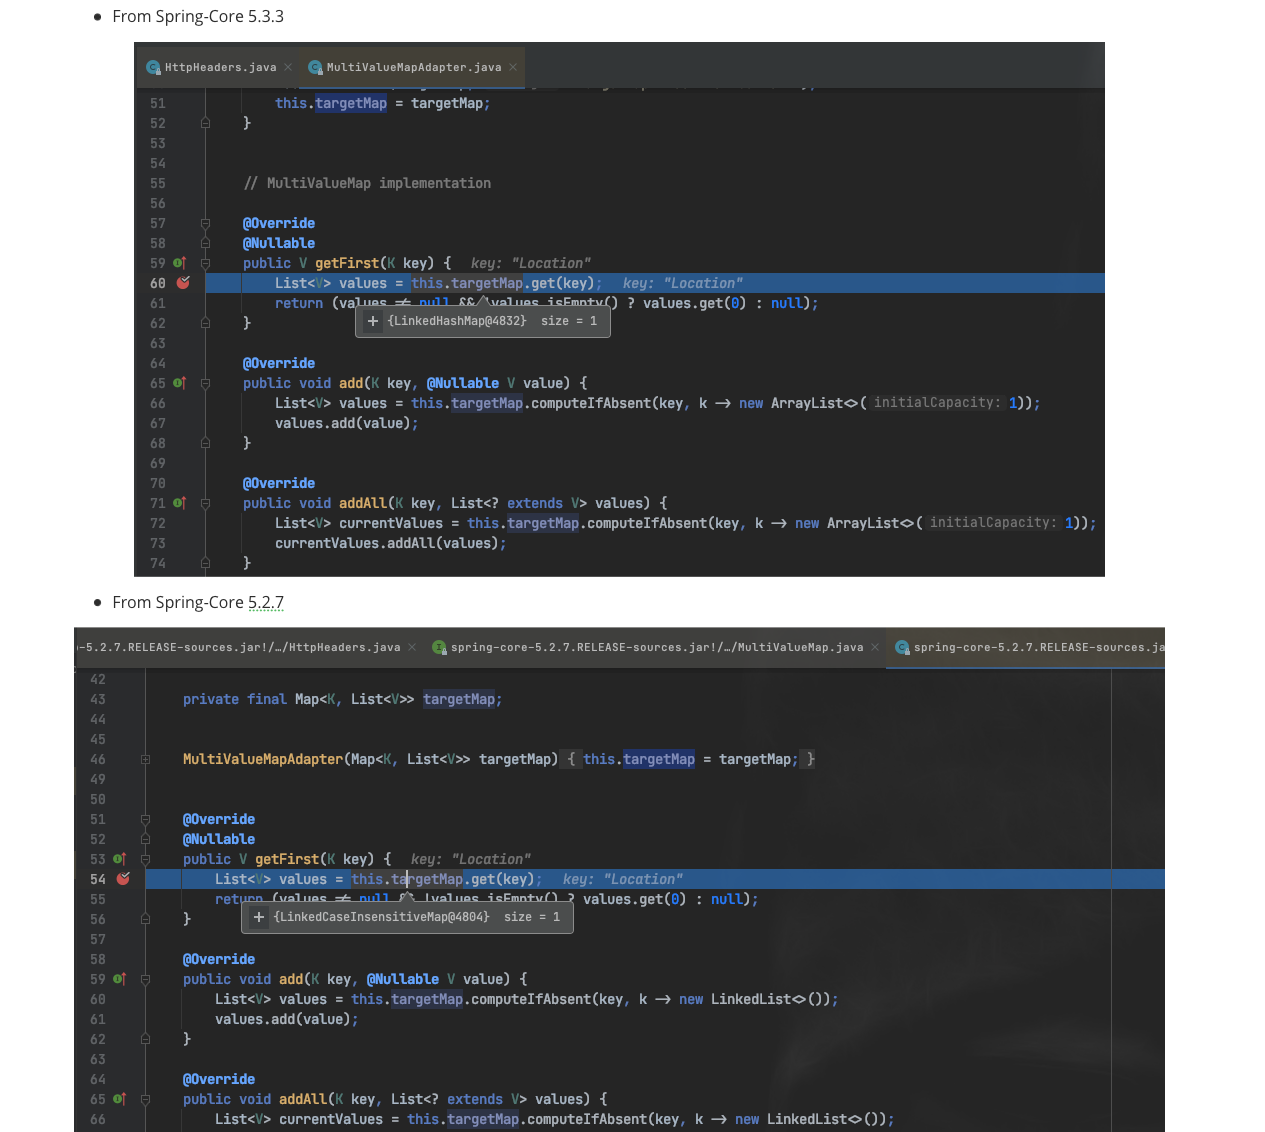 From Spring-Core 5.3.3
HttpHeaders.java × MultiValueMapAdapter.java ×
51 this.targetMap = targetMap;
52 }
53
54
55 // MultiValueMap implementation
56
57 @Override
58 @Nullable
59 public V getFirst(K key) { key: "Location"
60 List<V> values = this.targetMap.get(key); key: "Location"
61 return (values ≠ null && !values.isEmpty() ? values.get(0) : null);
+ {LinkedHashMap@4832} size = 1
62 }
63
64 @Override
65 public void add(K key, @Nullable V value) {
66 List<V> values = this.targetMap.computeIfAbsent(key, k → new ArrayList<>( initialCapacity: 1));
67 values.add(value);
68 }
69
70 @Override
71 public void addAll(K key, List<? extends V> values) {
72 List<V> currentValues = this.targetMap.computeIfAbsent(key, k → new ArrayList<>( initialCapacity: 1));
73 currentValues.addAll(values);
74 }
From Spring-Core 5.2.7
-5.2.7.RELEASE-sources.jar!/…/HttpHeaders.java × spring-core-5.2.7.RELEASE-sources.jar!/…/MultiValueMap.java × spring-core-5.2.7.RELEASE-sources.ja
42
43 private final Map<K, List<V>> targetMap;
44
45
46 MultiValueMapAdapter(Map<K, List<V>> targetMap) { this.targetMap = targetMap; }
49
50
51 @Override
52 @Nullable
53 public V getFirst(K key) { key: "Location"
54 List<V> values = this.targetMap.get(key); key: "Location"
55 return (values ≠ null && !values.isEmpty() ? values.get(0) : null);
+ {LinkedCaseInsensitiveMap@4804} size = 1
56 }
57
58 @Override
59 public void add(K key, @Nullable V value) {
60 List<V> values = this.targetMap.computeIfAbsent(key, k → new LinkedList<>());
61 values.add(value);
62 }
63
64 @Override
65 public void addAll(K key, List<? extends V> values) {
66 List<V> currentValues = this.targetMap.computeIfAbsent(key, k → new LinkedList<>());